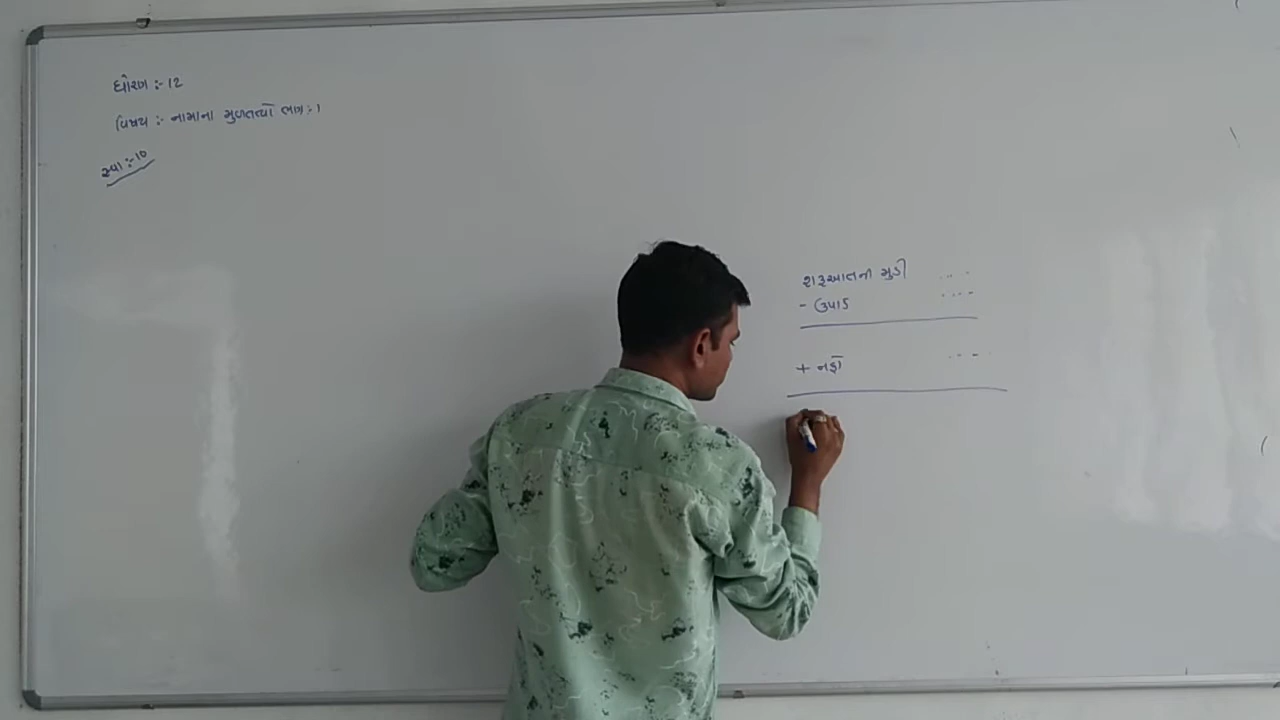 ધોરણ :- 12
વિષય :- નામાના મુળતત્વો ભાગ :- 1
સ્વા :- 10
શરૂઆતની મુડી ....
- ઉપાડ ....
+ નફો ...